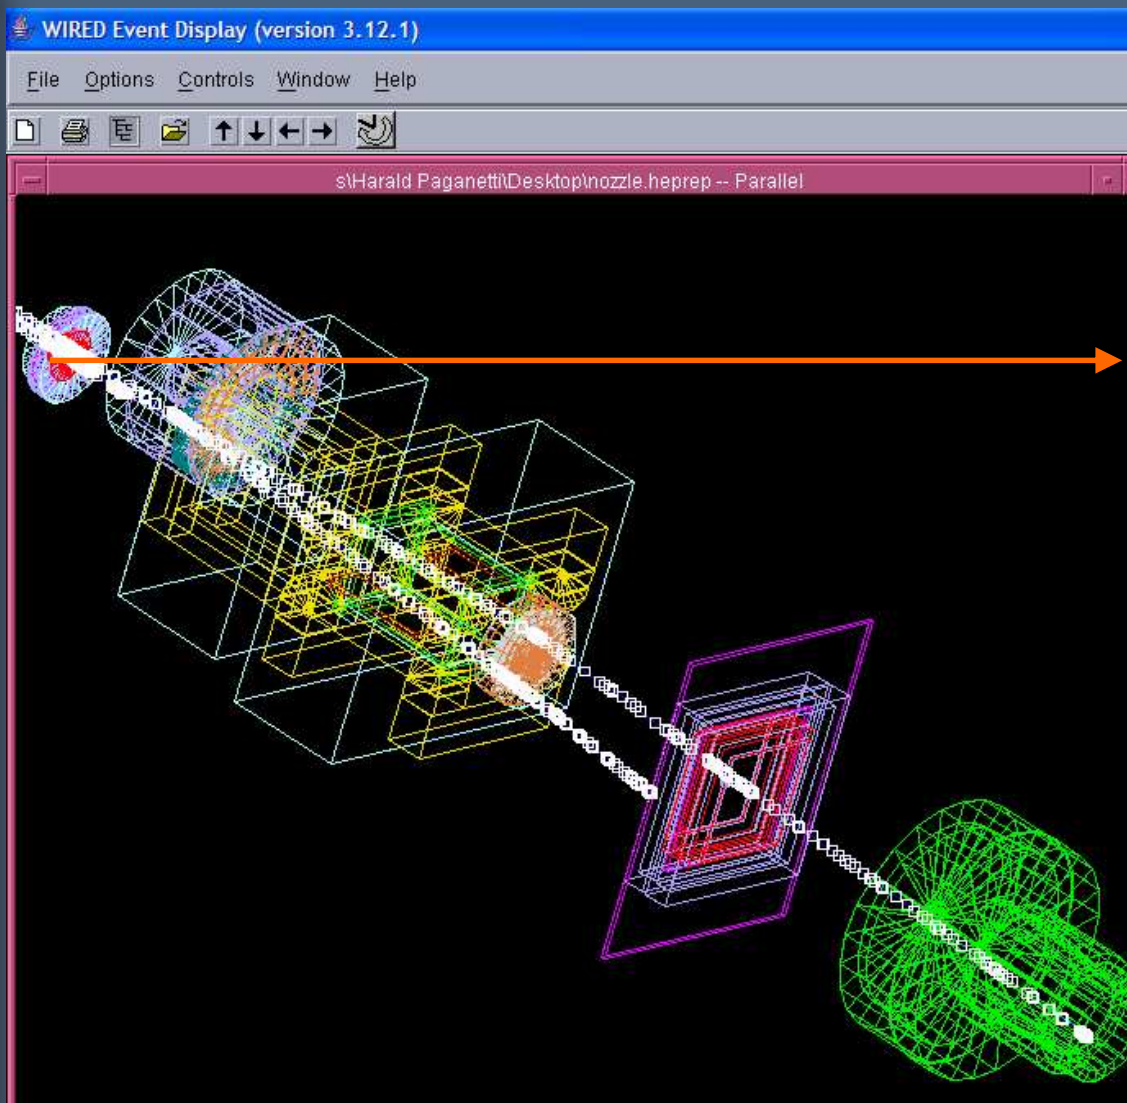 WIRED Event Display (version 3.12.1)
File Options Controls Window Help
s\Harald Paganetti\Desktop\nozzle.heprep -- Parallel